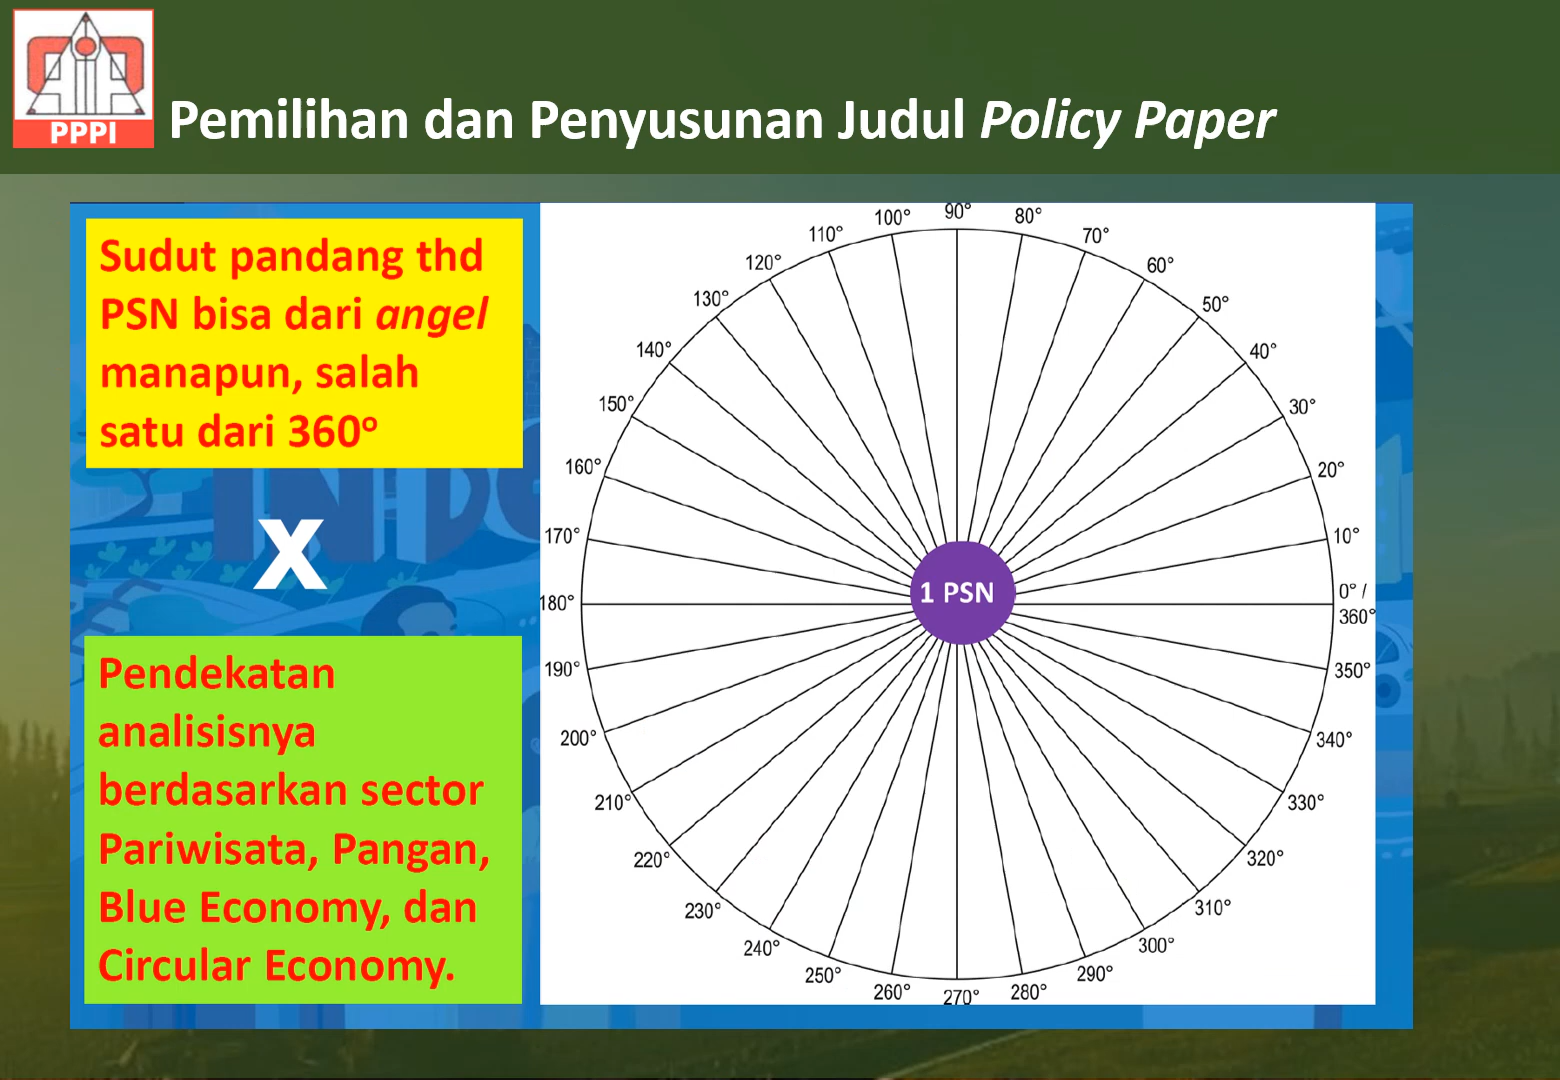 PPPI
Pemilihan dan Penyusunan Judul Policy Paper
Sudut pandang thd
PSN bisa dari angel
manapun, salah
satu dari 360°
X
Pendekatan
analisisnya
berdasarkan sector
Pariwisata, Pangan,
Blue Economy, dan
Circular Economy.
90°
100°
80°
110°
70°
120°
60°
130°
50°
140°
40°
150°
30°
160°
20°
170°
10°
1 PSN
180°
0° /
360°
190°
350°
200°
340°
210°
330°
220°
320°
230°
310°
240°
300°
250°
290°
260°
280°
270°